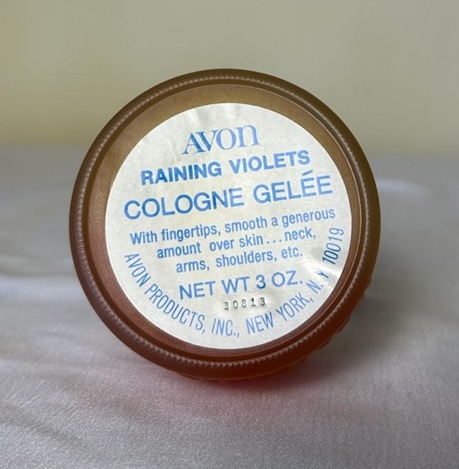 AVON
RAINING VIOLETS
COLOGNE GELÉE
With fingertips, smooth a generous
amount over skin...neck,
arms, shoulders, etc.
NET WT 3 OZ.
30813
AVON PRODUCTS, INC., NEW YORK, N.Y. 10019